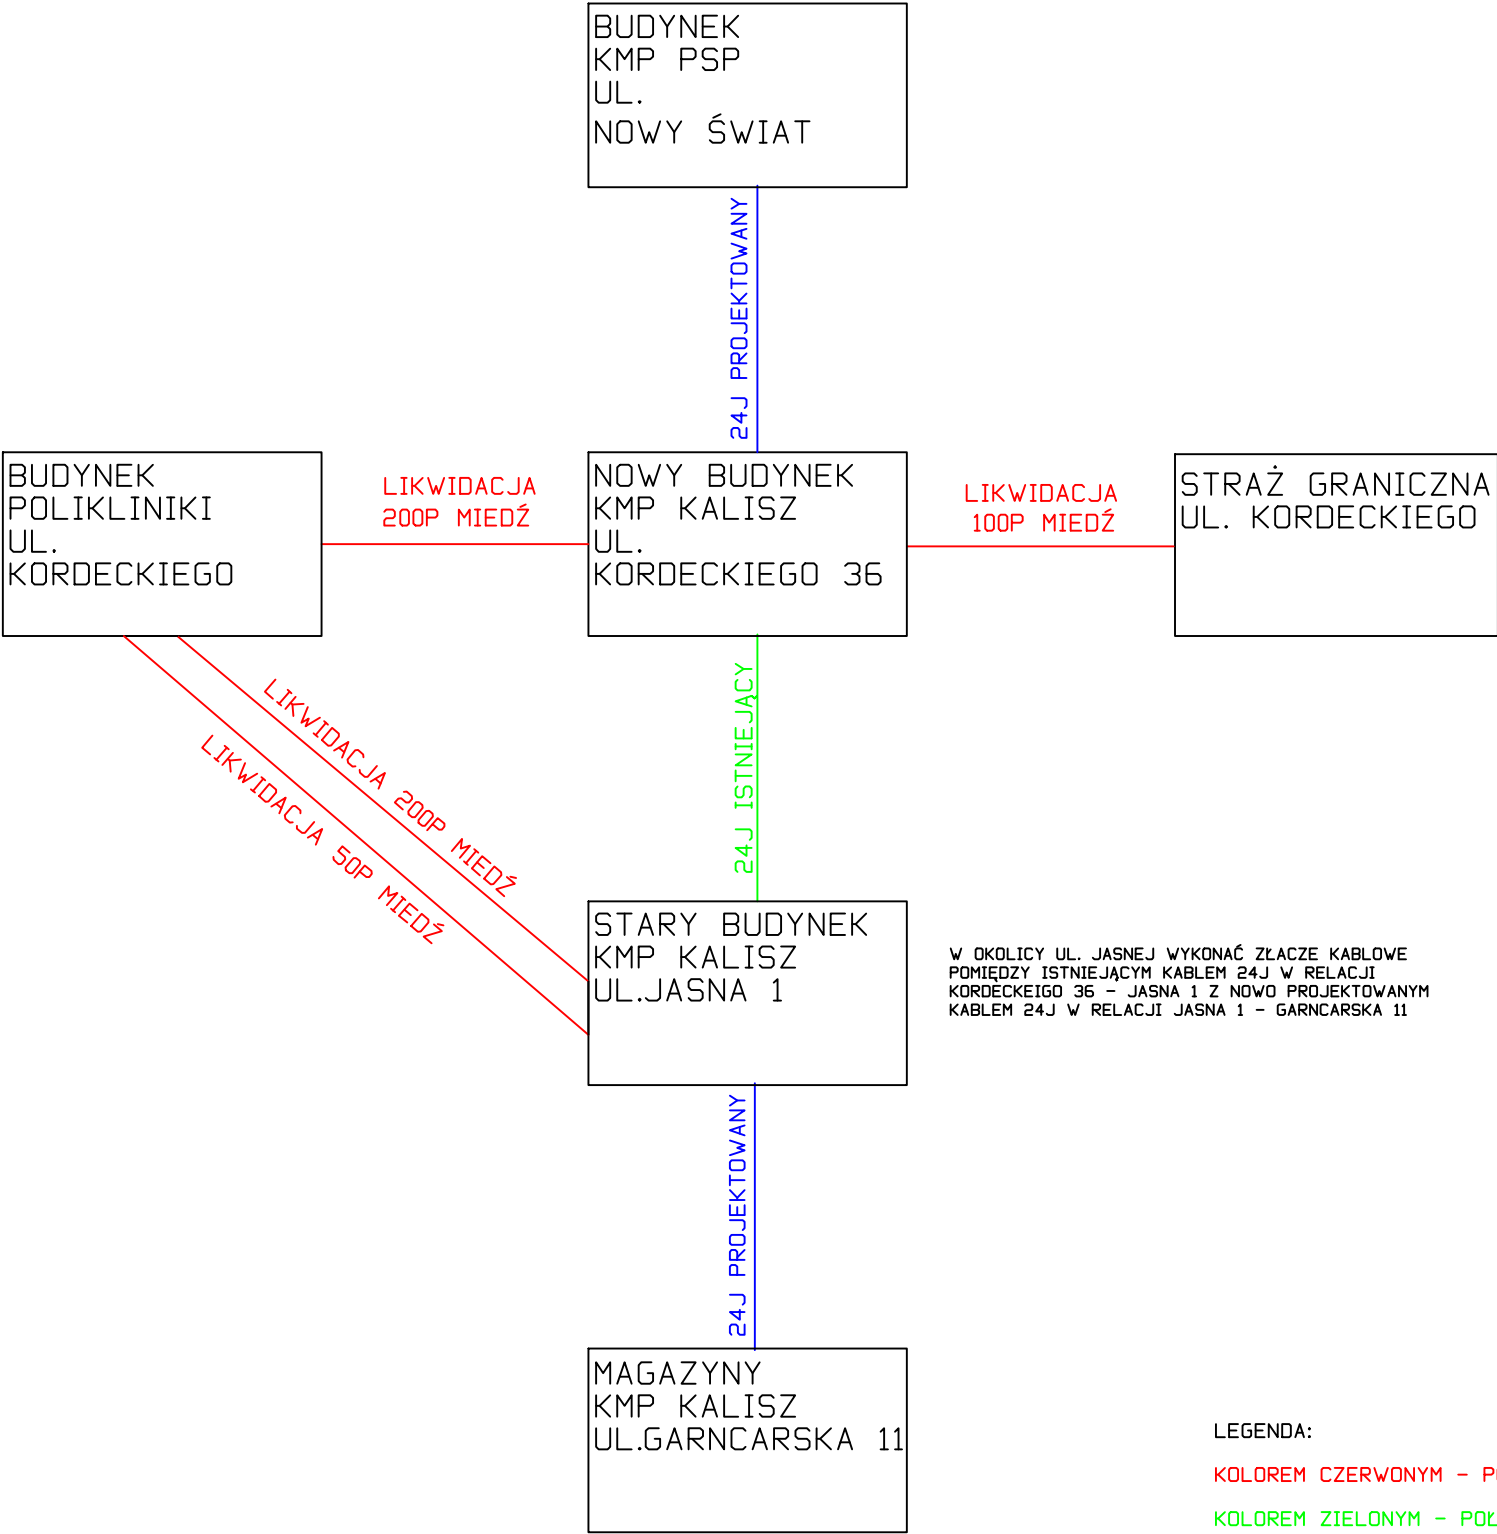 BUDYNEK
KMP PSP
UL.
NOWY ŚWIAT
24J PROJEKTOWANY
BUDYNEK
POLIKLINIKI
UL.
KORDECKIEGO
LIKWIDACJA
200P MIEDŹ
NOWY BUDYNEK
KMP KALISZ
UL.
KORDECKIEGO 36
LIKWIDACJA
100P MIEDŹ
STRAŻ GRANICZNA
UL. KORDECKIEGO
LIKWIDACJA 200P MIEDŹ
LIKWIDACJA 50P MIEDŹ
24J ISTNIEJĄCY
STARY BUDYNEK
KMP KALISZ
UL.JASNA 1
W OKOLICY UL. JASNEJ WYKONAĆ ZŁACZE KABLOWE
POMIĘDZY ISTNIEJĄCYM KABLEM 24J W RELACJI
KORDECKEIGO 36 - JASNA 1 Z NOWO PROJEKTOWANYM
KABLEM 24J W RELACJI JASNA 1 - GARNCARSKA 11
24J PROJEKTOWANY
MAGAZYNY
KMP KALISZ
UL.GARNCARSKA 11
LEGENDA:
KOLOREM CZERWONYM -
KOLOREM ZIELONYM -